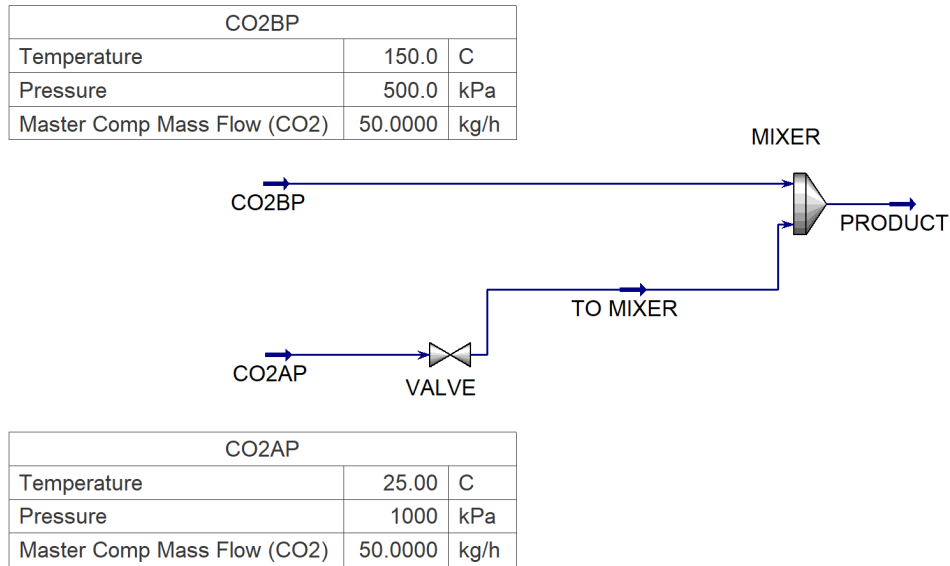 CO2BP
Temperature 150.0 C
Pressure 500.0 kPa
Master Comp Mass Flow (CO2) 50.0000 kg/h
MIXER
CO2BP
PRODUCT
TO MIXER
CO2AP
VALVE
CO2AP
Temperature 25.00 C
Pressure 1000 kPa
Master Comp Mass Flow (CO2) 50.0000 kg/h